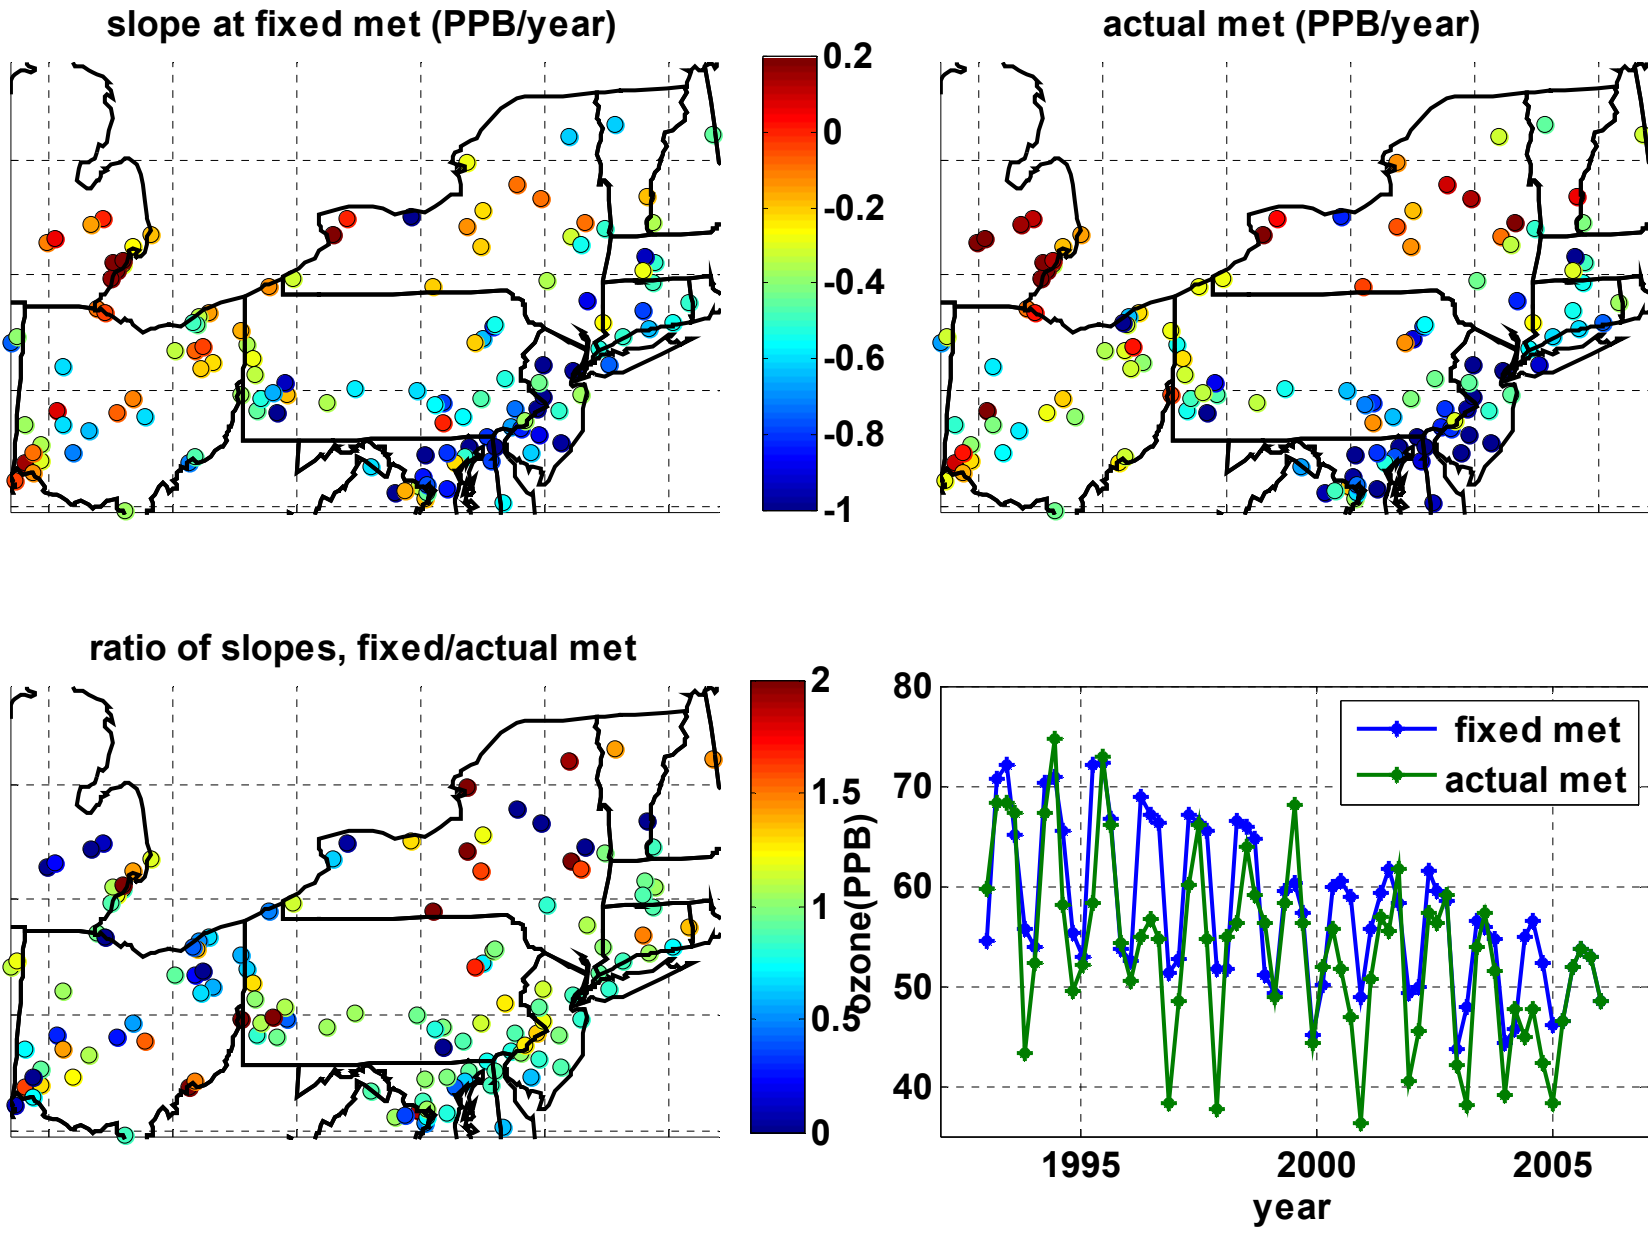 slope at fixed met (PPB/year)
actual met (PPB/year)
0.2
0
-0.2
-0.4
-0.6
-0.8
-1
ratio of slopes, fixed/actual met
2
1.5
1
0.5
0
80
70
60
50
40
ozone(PPB)
fixed met
actual met
1995
2000
2005
year